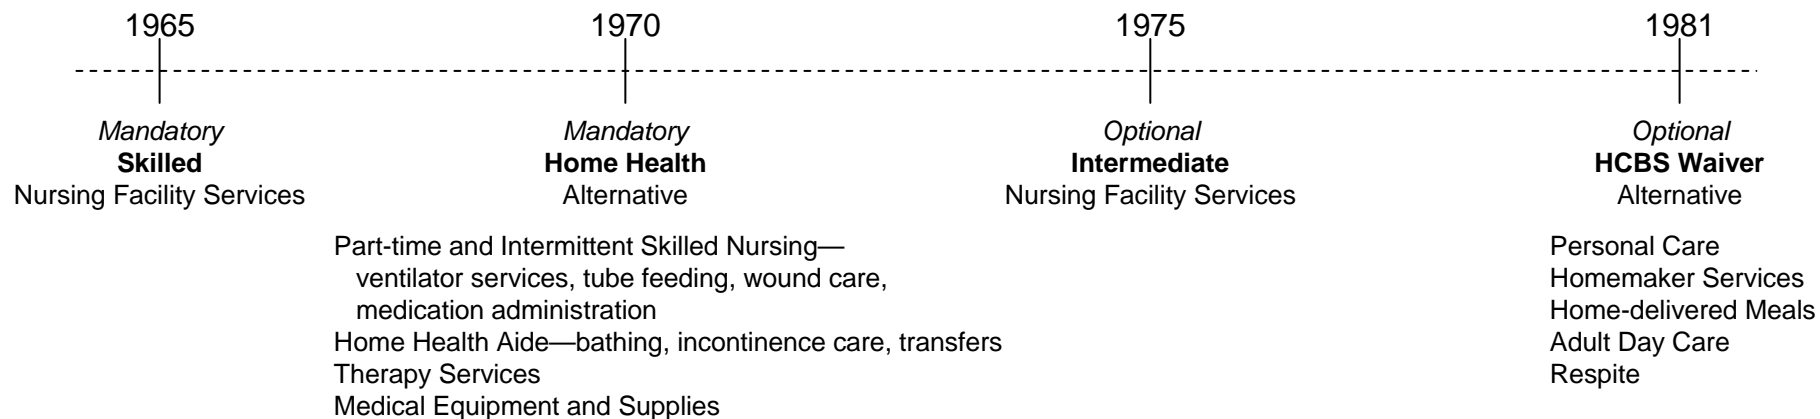 1965
Mandatory
Skilled
Nursing Facility Services
1970
Mandatory
Home Health
Alternative
Part-time and Intermittent Skilled Nursing—
ventilator services, tube feeding, wound care,
medication administration
Home Health Aide—bathing, incontinence care, transfers
Therapy Services
Medical Equipment and Supplies
1975
Optional
Intermediate
Nursing Facility Services
1981
Optional
HCBS Waiver
Alternative
Personal Care
Homemaker Services
Home-delivered Meals
Adult Day Care
Respite